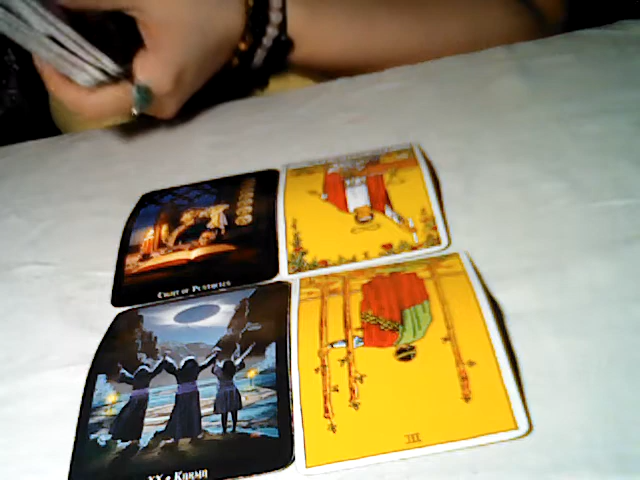 EIGHT OF PENTACLES
XX • KARMA
III